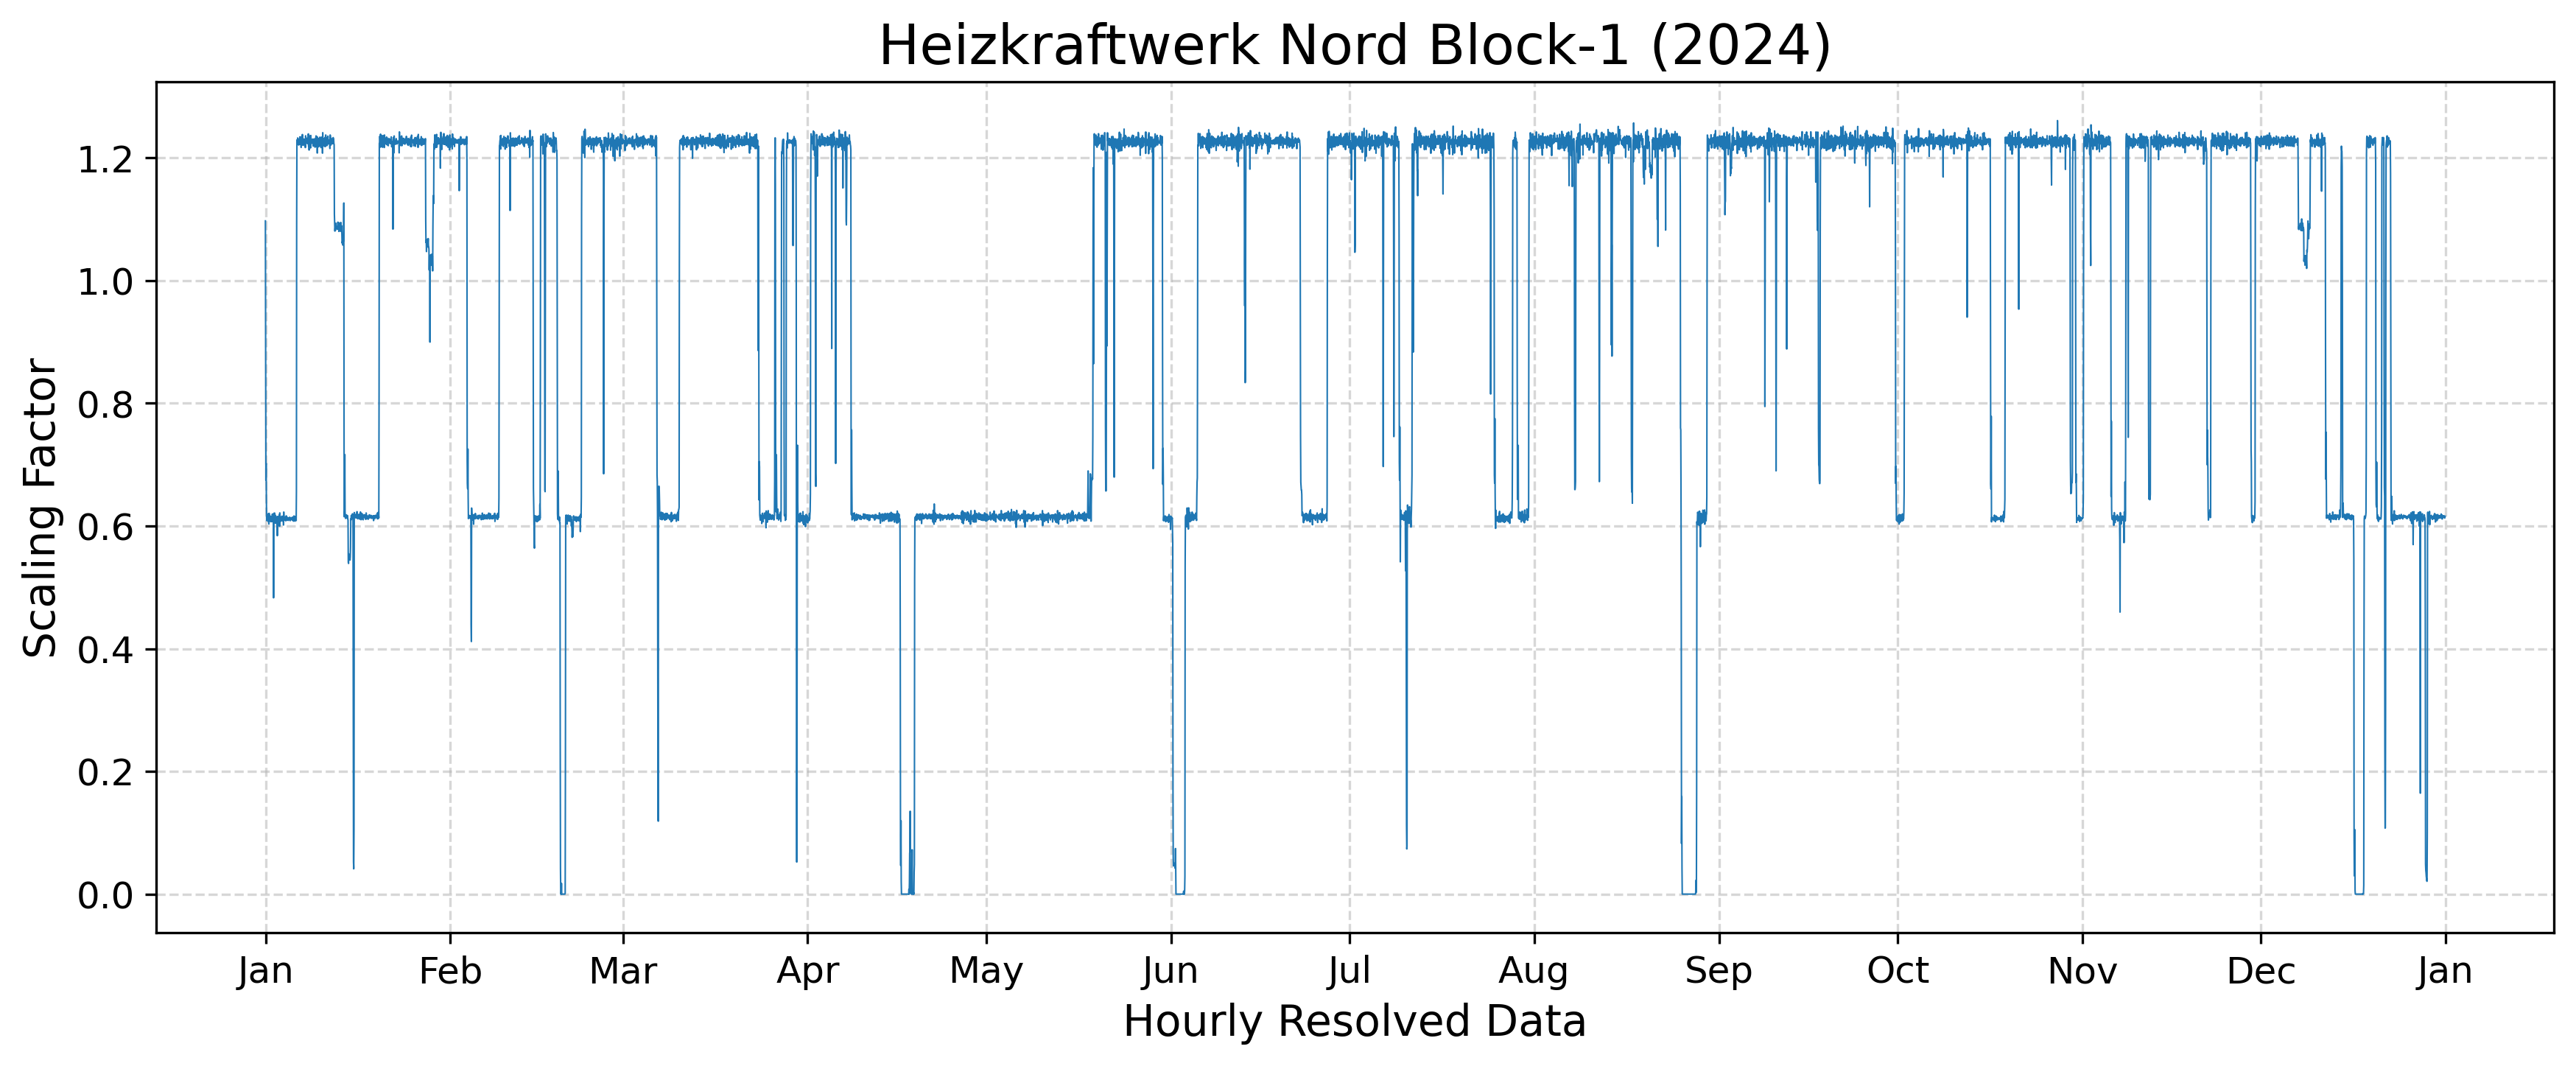 Heizkraftwerk Nord Block-1 (2024)
Scaling Factor
1.2
1.0
0.8
0.6
0.4
0.2
0.0
Jan Feb Mar Apr May Jun Jul Aug Sep Oct Nov Dec Jan
Hourly Resolved Data